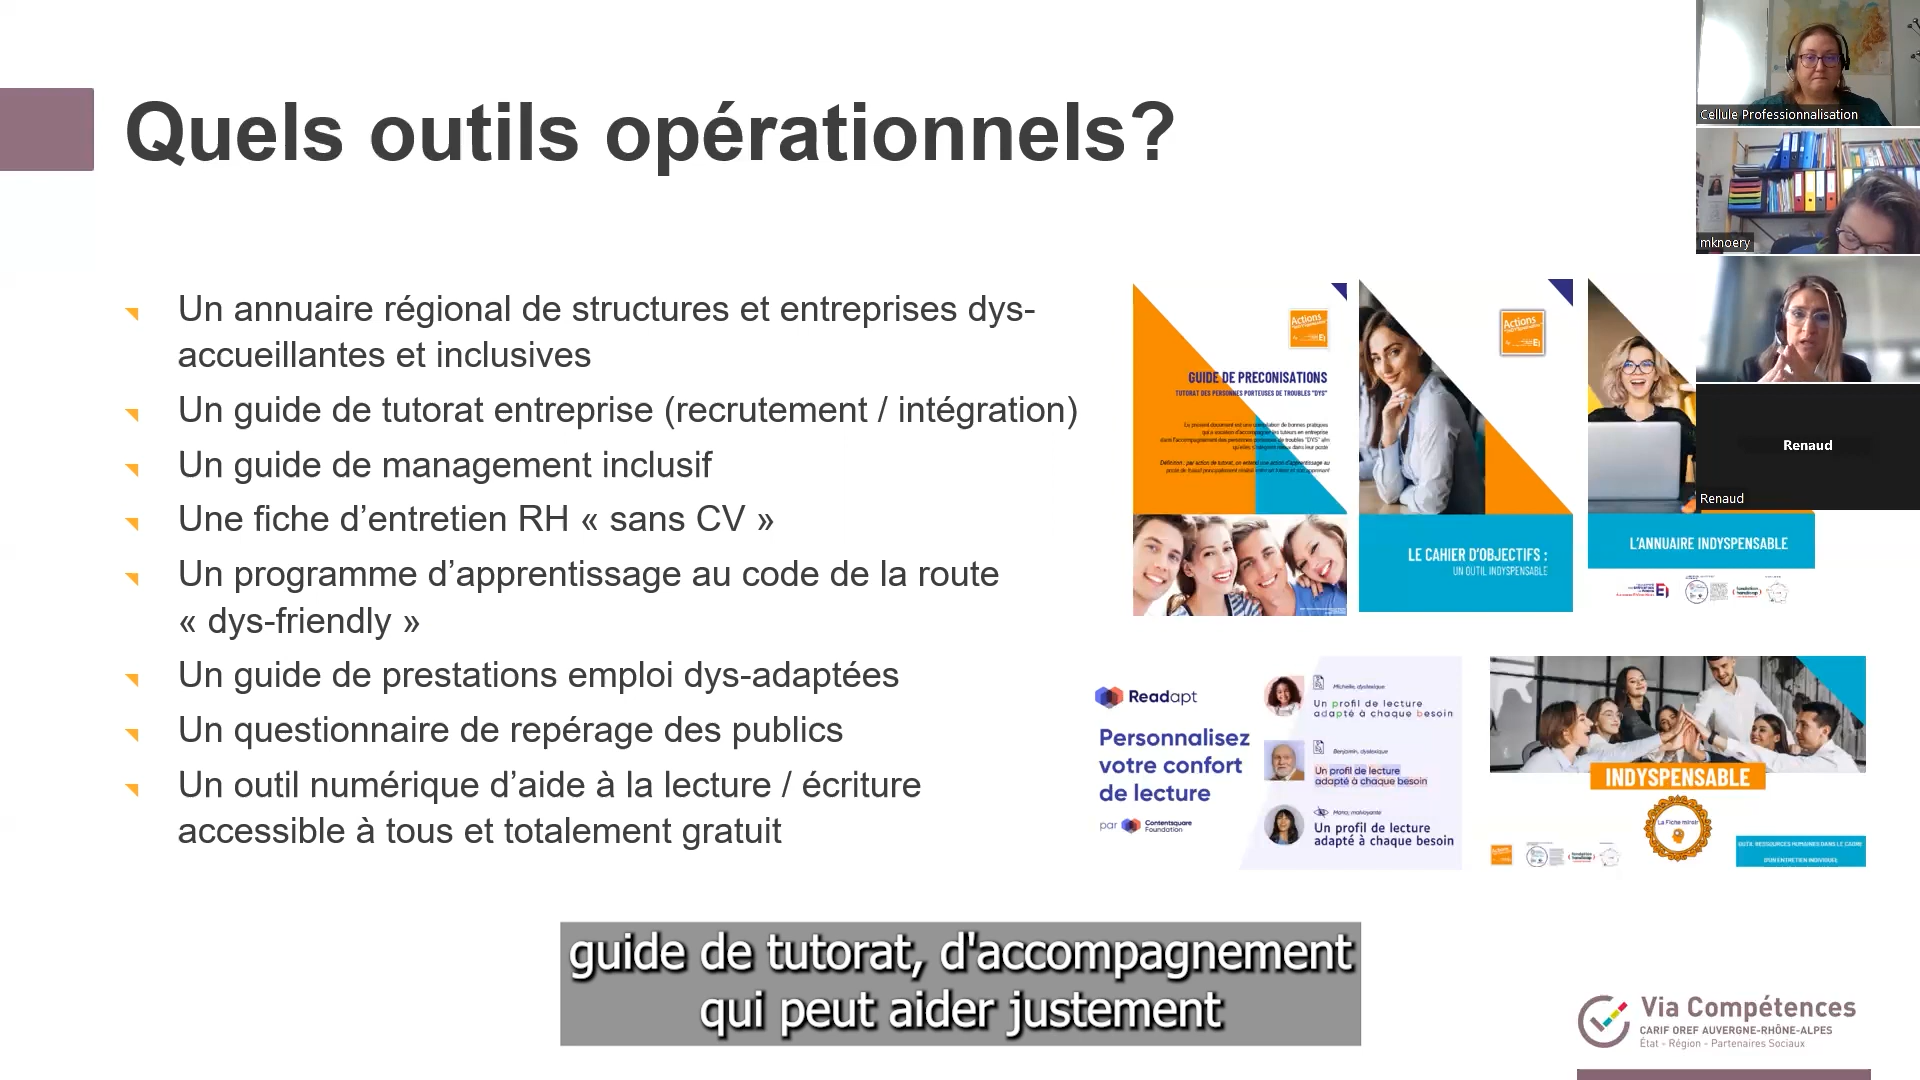 Quels outils opérationnels?
Un annuaire régional de structures et entreprises dys-
accueillantes et inclusives
Un guide de tutorat entreprise (recrutement / intégration)
Un guide de management inclusif
Une fiche d’entretien RH « sans CV »
Un programme d’apprentissage au code de la route
« dys-friendly »
Un guide de prestations emploi dys-adaptées
Un questionnaire de repérage des publics
Un outil numérique d’aide à la lecture / écriture
accessible à tous et totalement gratuit
Actions
GUIDE DE PRECONISATIONS
TUTORAT DES PERSONNES PORTEUSES DE TROUBLES "DYS"
Actions
LE CAHIER D'OBJECTIFS :
UN OUTIL INDYSPENSABLE
L'ANNUAIRE INDYSPENSABLE
Readapt
Personnalisez
votre confort
de lecture
par Contentsquare
Foundation
Michelle, dyslexique
Un profil de lecture
adapté à chaque besoin
Benjamin, dyslexique
Un profil de lecture
adapté à chaque besoin
malvoyante
Un profil de lecture
adapté à chaque besoin
INDYSPENSABLE
La Fiche miroir
OUTIL RESSOURCES HUMAINES DANS LE CADRE
D'UN ENTRETIEN INDIVIDUEL
Cellule Professionnalisation
mknoery
Renaud
Renaud
guide de tutorat, d'accompagnement
qui peut aider justement
Via Compétences
CARIF OREF AUVERGNE-RHÔNE-ALPES
État - Région - Partenaires Sociaux